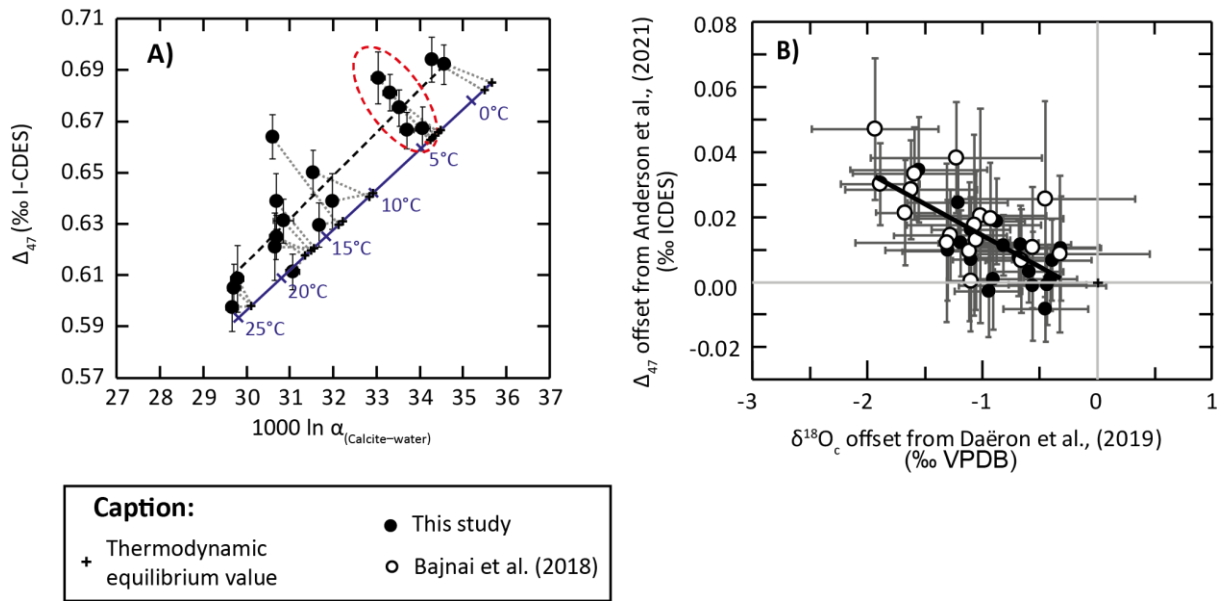 A)
0.71
0.69
0.67
0.65
0.63
0.61
0.59
0.57
Δ47 (‰ I-CDES)
0°C
5°C
10°C
15°C
20°C
25°C
27 28 29 30 31 32 33 34 35 36 37
1000 ln α(Calcite–water)
B)
0.08
0.06
0.04
0.02
0.00
-0.02
Δ47 offset from Anderson et al., (2021)
(‰ ICDES)
-3 -2 -1 0 1
δ18Oc offset from Daëron et al., (2019)
(‰ VPDB)
Caption:
+ Thermodynamic
equilibrium value
This study
Bajnai et al. (2018)